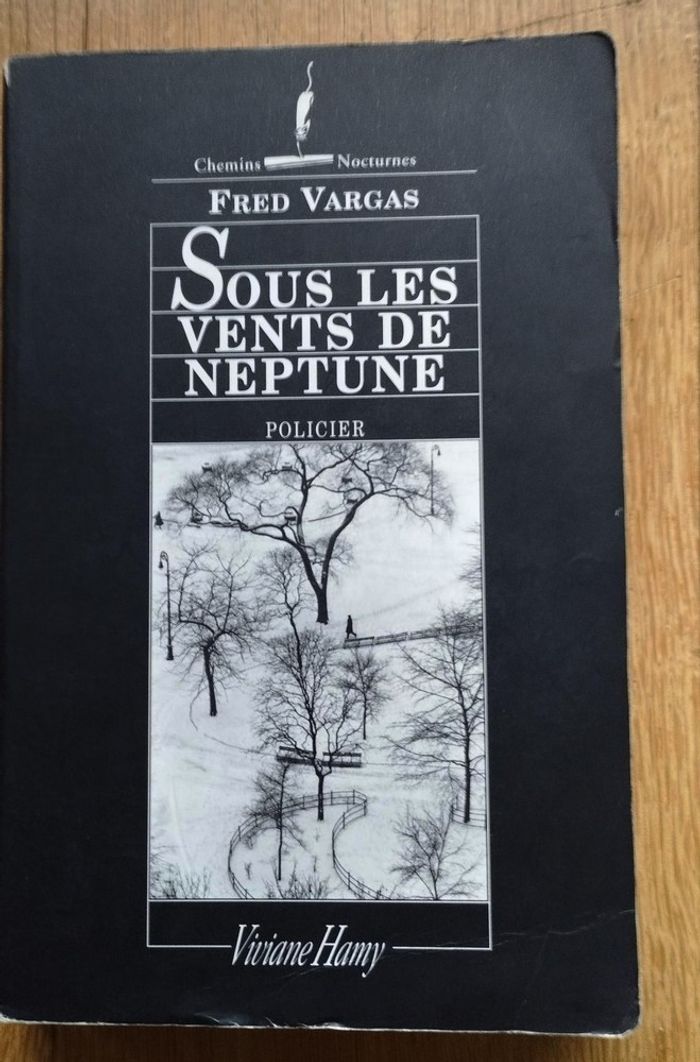 Chemins Nocturnes
FRED VARGAS
SOUS LES
VENTS DE
NEPTUNE
POLICIER
Viviane Hamy